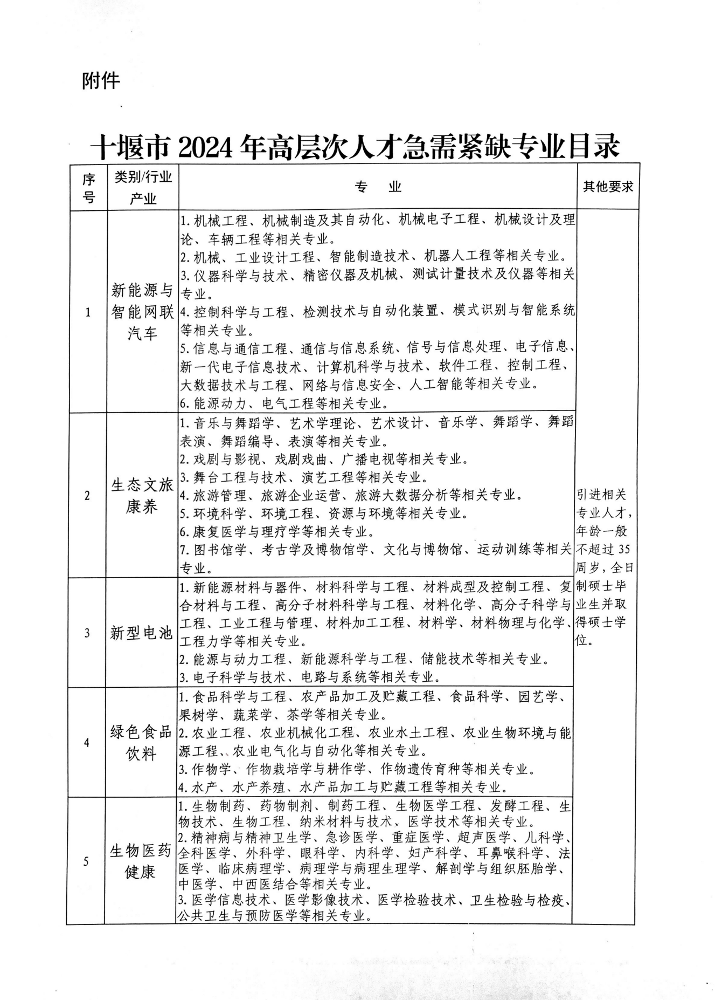 附件
十堰市 2024 年高层次人才急需紧缺专业目录
序号
类别/行业产业
专 业
其他要求
1
新能源与
智能网联
汽车
1.机械工程、机械制造及其自动化、机械电子工程、机械设计及理
论、车辆工程等相关专业。
2.机械、工业设计工程、智能制造技术、机器人工程等相关专业。
3.仪器科学与技术、精密仪器及机械、测试计量技术及仪器等相关
专业。
4.控制科学与工程、检测技术与自动化装置、模式识别与智能系统
等相关专业。
5.信息与通信工程、通信与信息系统、信号与信息处理、电子信息、
新一代电子信息技术、计算机科学与技术、软件工程、控制工程、
大数据技术与工程、网络与信息安全、人工智能等相关专业。
6.能源动力、电气工程等相关专业。
2
生态文旅
康养
1.音乐与舞蹈学、艺术学理论、艺术设计、音乐学、舞蹈学、舞蹈
表演、舞蹈编导、表演等相关专业。
2.戏剧与影视、戏剧戏曲、广播电视等相关专业。
3.舞台工程与技术、演艺工程等相关专业。
4.旅游管理、旅游企业运营、旅游大数据分析等相关专业。
5.环境科学、环境工程、资源与环境等相关专业。
6.康复医学与理疗学等相关专业。
7.图书馆学、考古学及博物馆学、文化与博物馆、运动训练等相关
专业。
3
新型电池
1.新能源材料与器件、材料科学与工程、材料成型及控制工程、复
合材料与工程、高分子材料科学与工程、材料化学、高分子科学与
工程、工业工程与管理、材料加工工程、材料学、材料物理与化学、
工程力学等相关专业。
2.能源与动力工程、新能源科学与工程、储能技术等相关专业。
3.电子科学与技术、电路与系统等相关专业。
4
绿色食品
饮料
1.食品科学与工程、农产品加工及贮藏工程、食品科学、园艺学、
果树学、蔬菜学、茶学等相关专业。
2.农业工程、农业机械化工程、农业水土工程、农业生物环境与能
源工程、、农业电气化与自动化等相关专业。
3.作物学、作物栽培学与耕作学、作物遗传育种等相关专业。
4.水产、水产养殖、水产品加工与贮藏工程等相关专业。
5
生物医药
健康
1.生物制药、药物制剂、制药工程、生物医学工程、发酵工程、生
物技术、生物工程、纳米材料与技术、医学技术等相关专业。
2.精神病与精神卫生学、急诊医学、重症医学、超声医学、儿科学、
全科医学、外科学、眼科学、内科学、妇产科学、耳鼻喉科学、法
医学、临床病理学、病理学与病理生理学、解剖学与组织胚胎学、
中医学、中西医结合等相关专业。
3.医学信息技术、医学影像技术、医学检验技术、卫生检验与检疫、
公共卫生与预防医学等相关专业。
引进相关
专业人才，
年龄一般
不超过 35
周岁，全日
制硕士毕
业生并取
得硕士学
位。